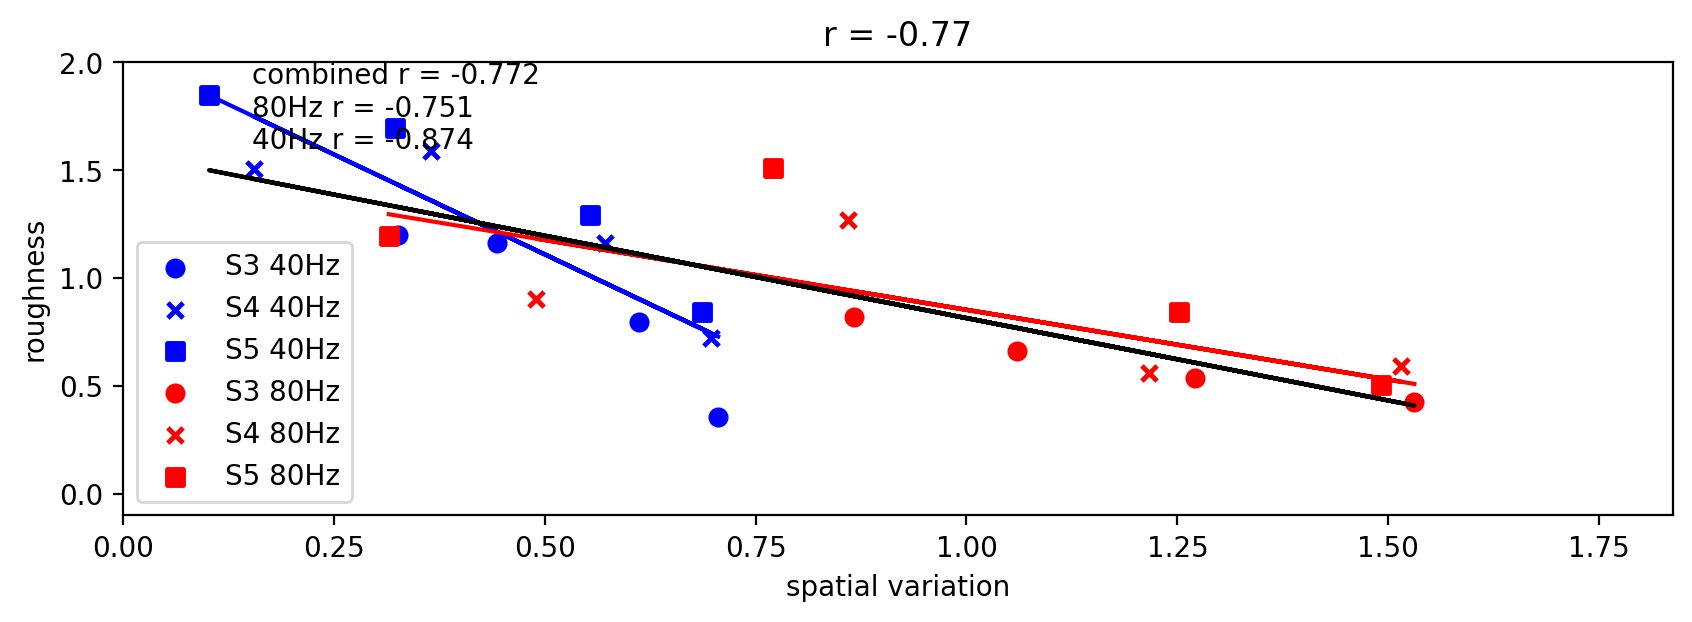 r = -0.77
combined r = -0.772
80Hz r = -0.751
40Hz r = -0.874
2.0
1.5
1.0
0.5
0.0
roughness
S3 40Hz
S4 40Hz
S5 40Hz
S3 80Hz
S4 80Hz
S5 80Hz
0.00 0.25 0.50 0.75 1.00 1.25 1.50 1.75
spatial variation